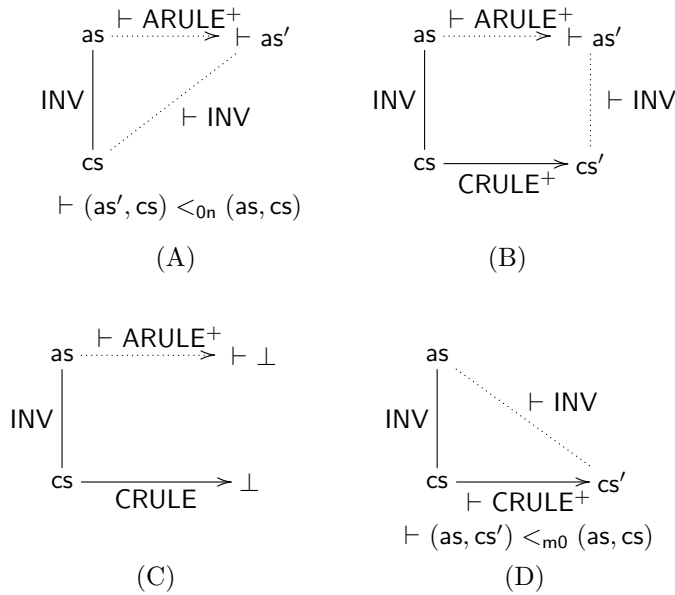 ⊢ ARULE⁺ ⊢ ARULE⁺
as ⊢ as′ as ⊢ as′
INV ⊢ INV INV ⊢ INV
cs cs cs′
CRULE⁺
⊢ (as′, cs) <₀ₙ (as, cs)
(A) (B)
⊢ ARULE⁺
as ⊢ ⊥ as
INV INV ⊢ INV
cs ⊥ cs cs′
CRULE ⊢ CRULE⁺
⊢ (as, cs′) <ₘ₀ (as, cs)
(C) (D)